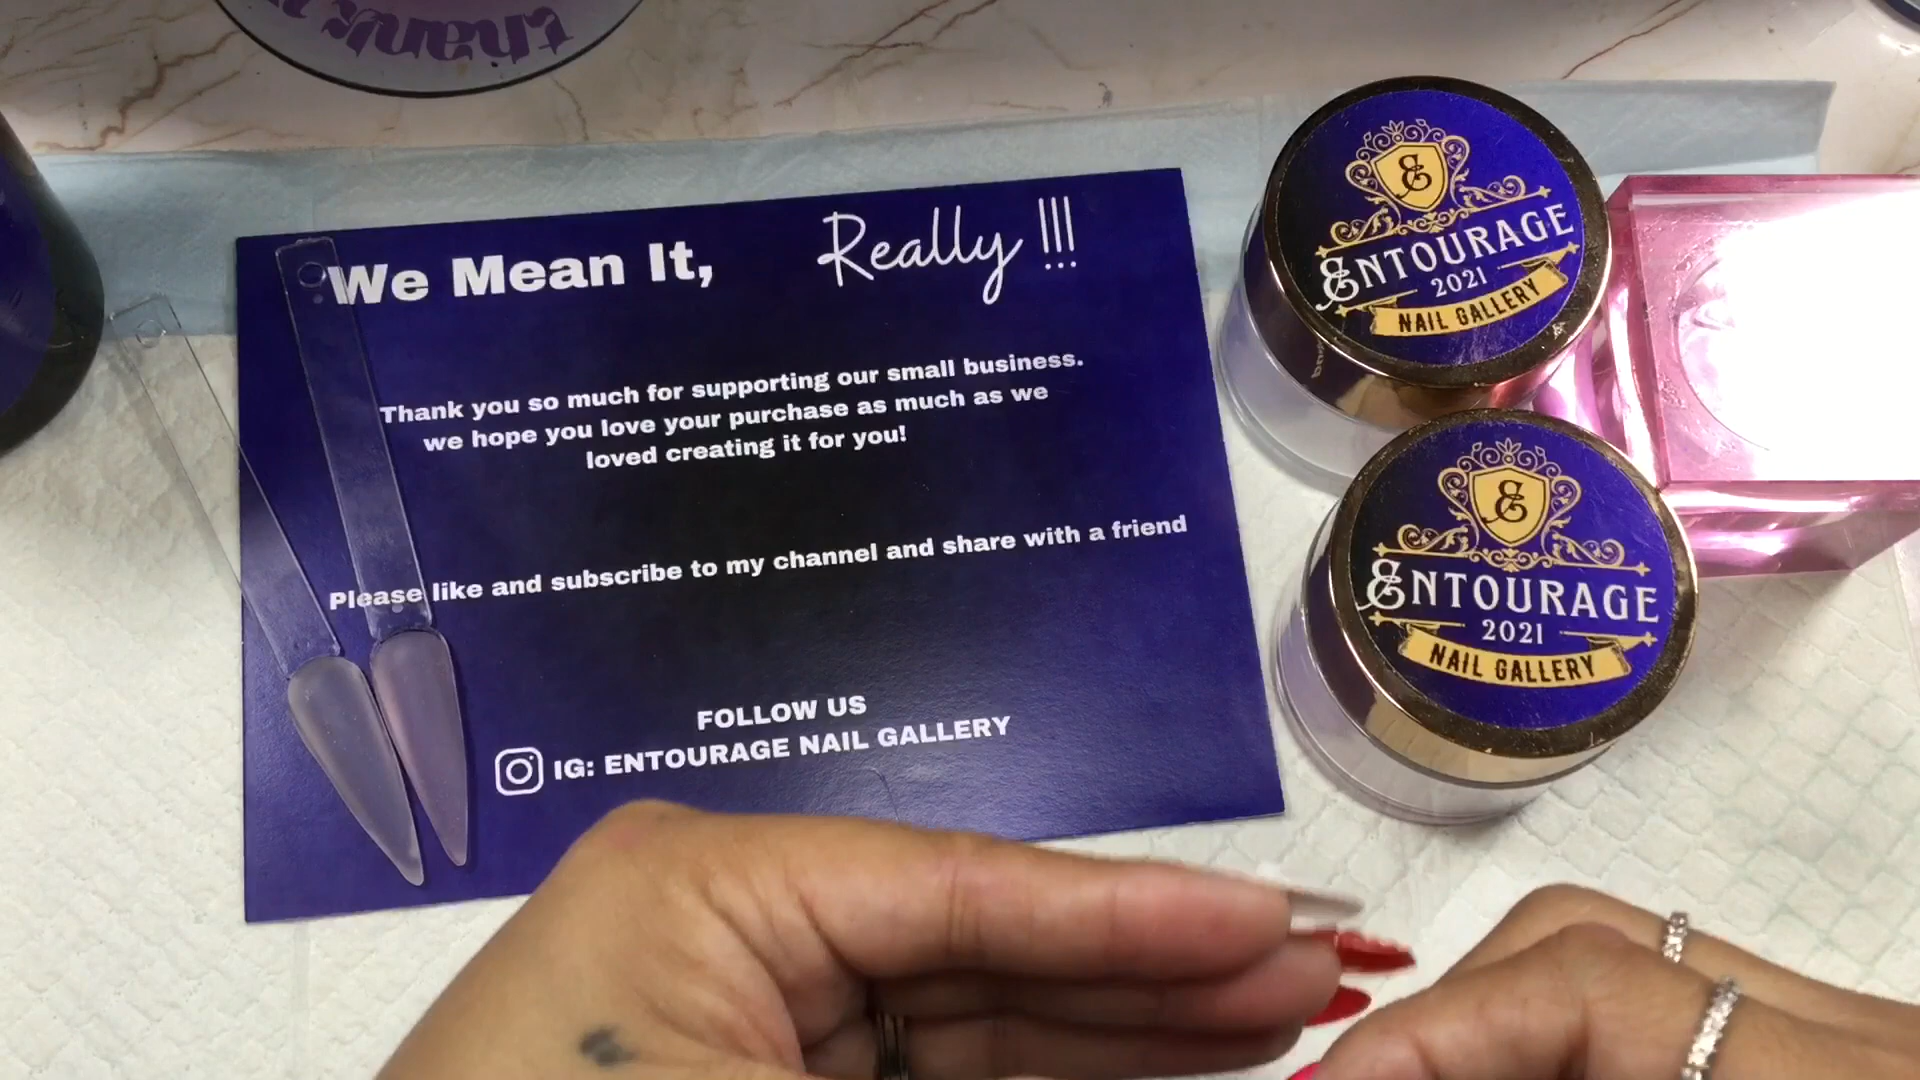 thank
We Mean It, Really !!!
Thank you so much for supporting our small business.
we hope you love your purchase as much as we
loved creating it for you!
Please like and subscribe to my channel and share with a friend
FOLLOW US
IG: ENTOURAGE NAIL GALLERY
E
ENTOURAGE
2021
NAIL GALLERY
E
ENTOURAGE
2021
NAIL GALLERY